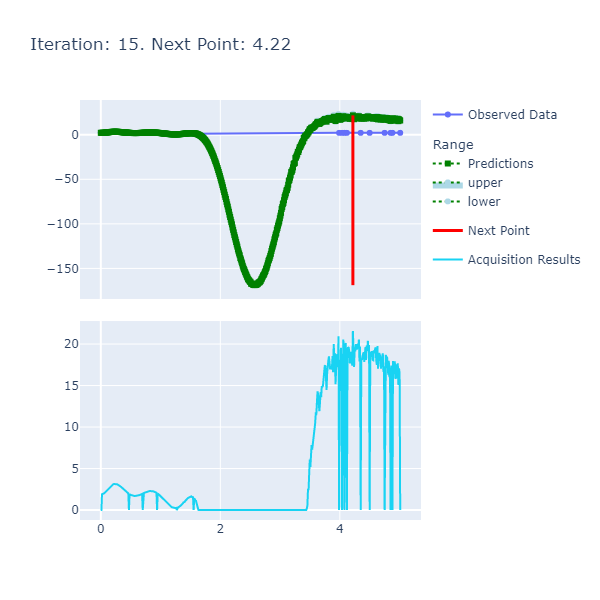 Iteration: 15. Next Point: 4.22
Observed Data
Range
Predictions
upper
lower
Next Point
Acquisition Results
0
−50
−100
−150
20
15
10
5
0
0
2
4